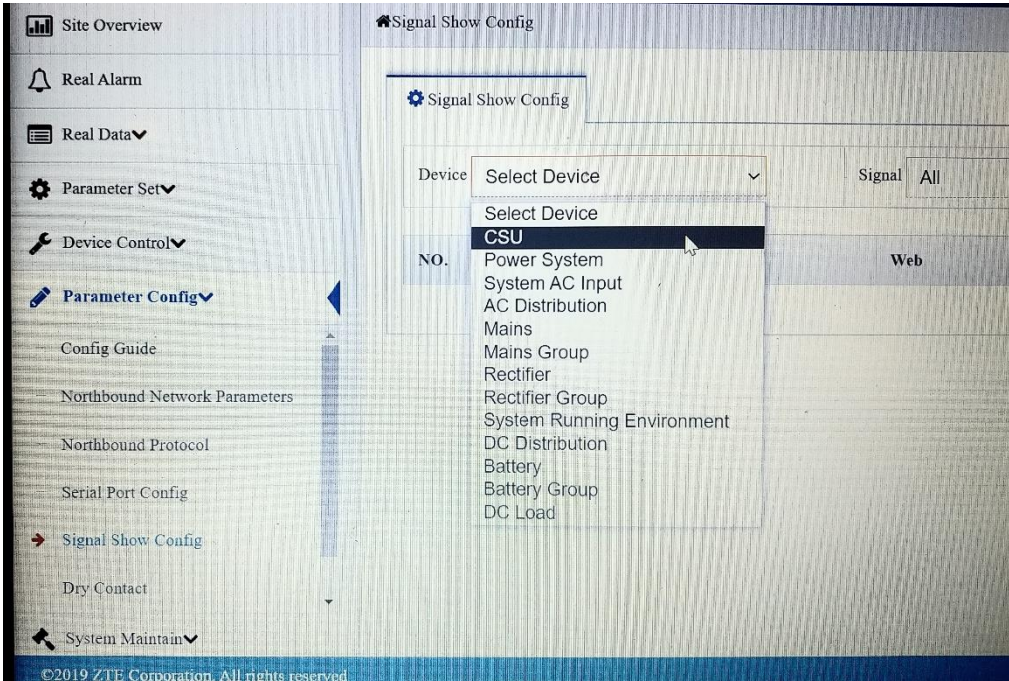 Site Overview
Real Alarm
Real Data
Parameter Set
Device Control
Parameter Config
Config Guide
Northbound Network Parameters
Northbound Protocol
Serial Port Config
Signal Show Config
Dry Contact
System Maintain
©2019 ZTE Corporation. All rights reserved
Signal Show Config
Signal Show Config
Device Select Device Signal All
Select Device
CSU
Power System
System AC Input
AC Distribution
Mains
Mains Group
Rectifier
Rectifier Group
System Running Environment
DC Distribution
Battery
Battery Group
DC Load
NO. Web